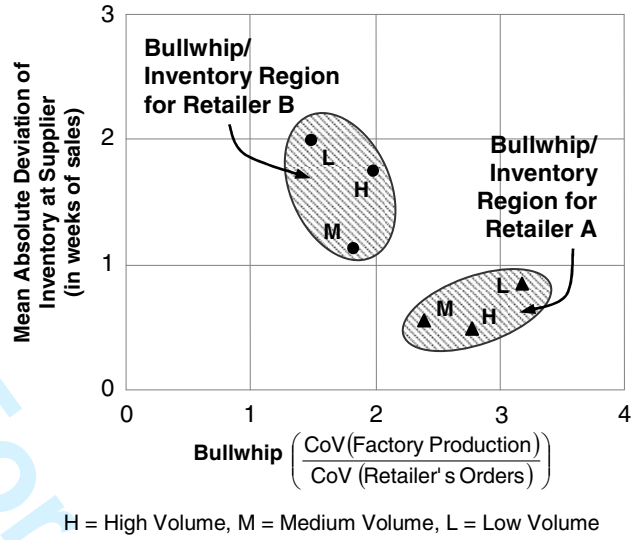 3
2
1
0
Mean Absolute Deviation of
Inventory at Supplier
(in weeks of sales)
Bullwhip/
Inventory Region
for Retailer B
L
H
M
Bullwhip/
Inventory
Region for
Retailer A
L
M
H
0 1 2 3 4
Bullwhip (CoV(Factory Production)
CoV (Retailer's Orders))
H = High Volume, M = Medium Volume, L = Low Volume
For